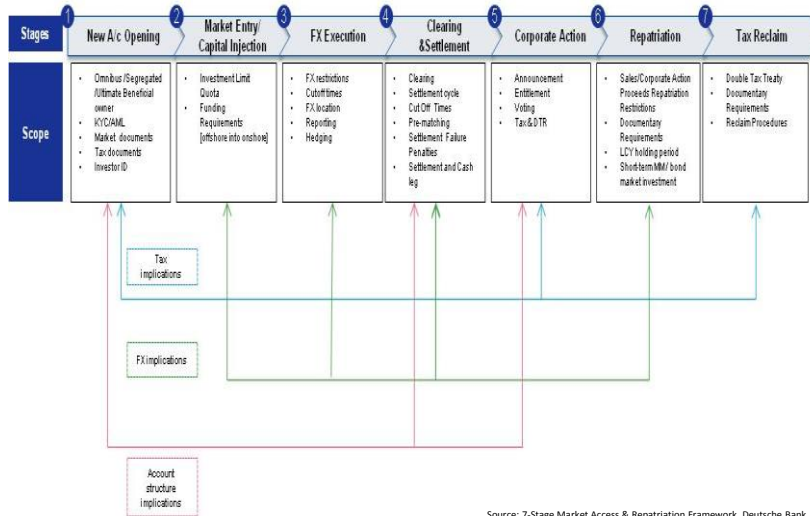 Stages
1
New A/c Opening
2
Market Entry/
Capital Injection
3
FX Execution
4
Clearing
&Settlement
5
Corporate Action
6
Repatriation
7
Tax Reclaim
Scope
• Omnibus /Segregated
/Ultimate Beneficial
owner
• KYC/AML
• Market documents
• Tax documents
• Investor ID
• Investment Limit
Quota
• Funding
Requirements
[offshore into onshore]
• FX restrictions
• Cutoff times
• FX location
• Reporting
• Hedging
• Clearing
• Settlement cycle
• Cut Off Times
• Pre-matching
• Settlement Failure
Penalties
• Settlement and Cash
leg
• Announcement
• Entitlement
• Voting
• Tax & DTR
• Sales/Corporate Action
Proceeds Repatriation
Restrictions
• Documentary
Requirements
• LCY holding period
• Short-term MM/ bond
market investment
• Double Tax Treaty
• Documentary
Requirements
• Reclaim Procedures
Tax
implications
FX implications
Account
structure
implications
Source: 7-Stage Market Access & Repatriation Framework, Deutsche Bank